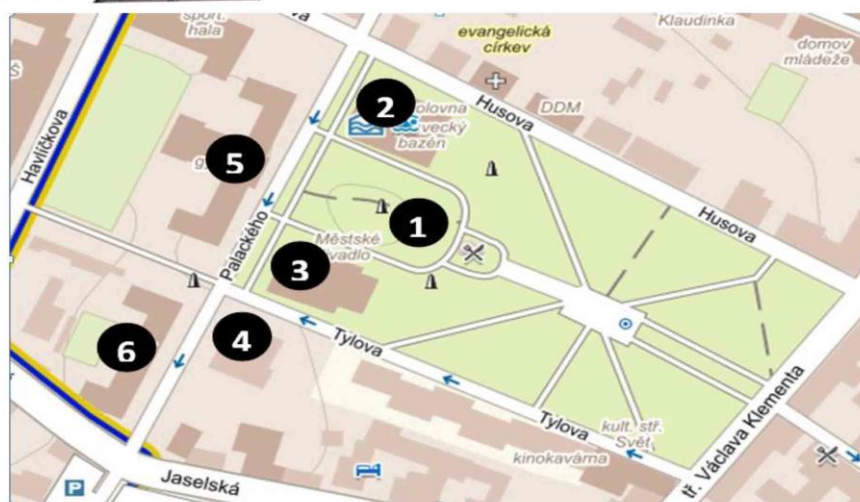 sport.
hala
Husova
evangelická
církev
Klaudinka
domov
mládeže
Š
Havlíčkova
2
DDM
Husova
bazén
5
1
Husova
Palackého
Městské
3
4
6
Tylova
Tylova
kult. stř.
Svět
kinokavárna
tř. Václava Klementa
Jaselská
P